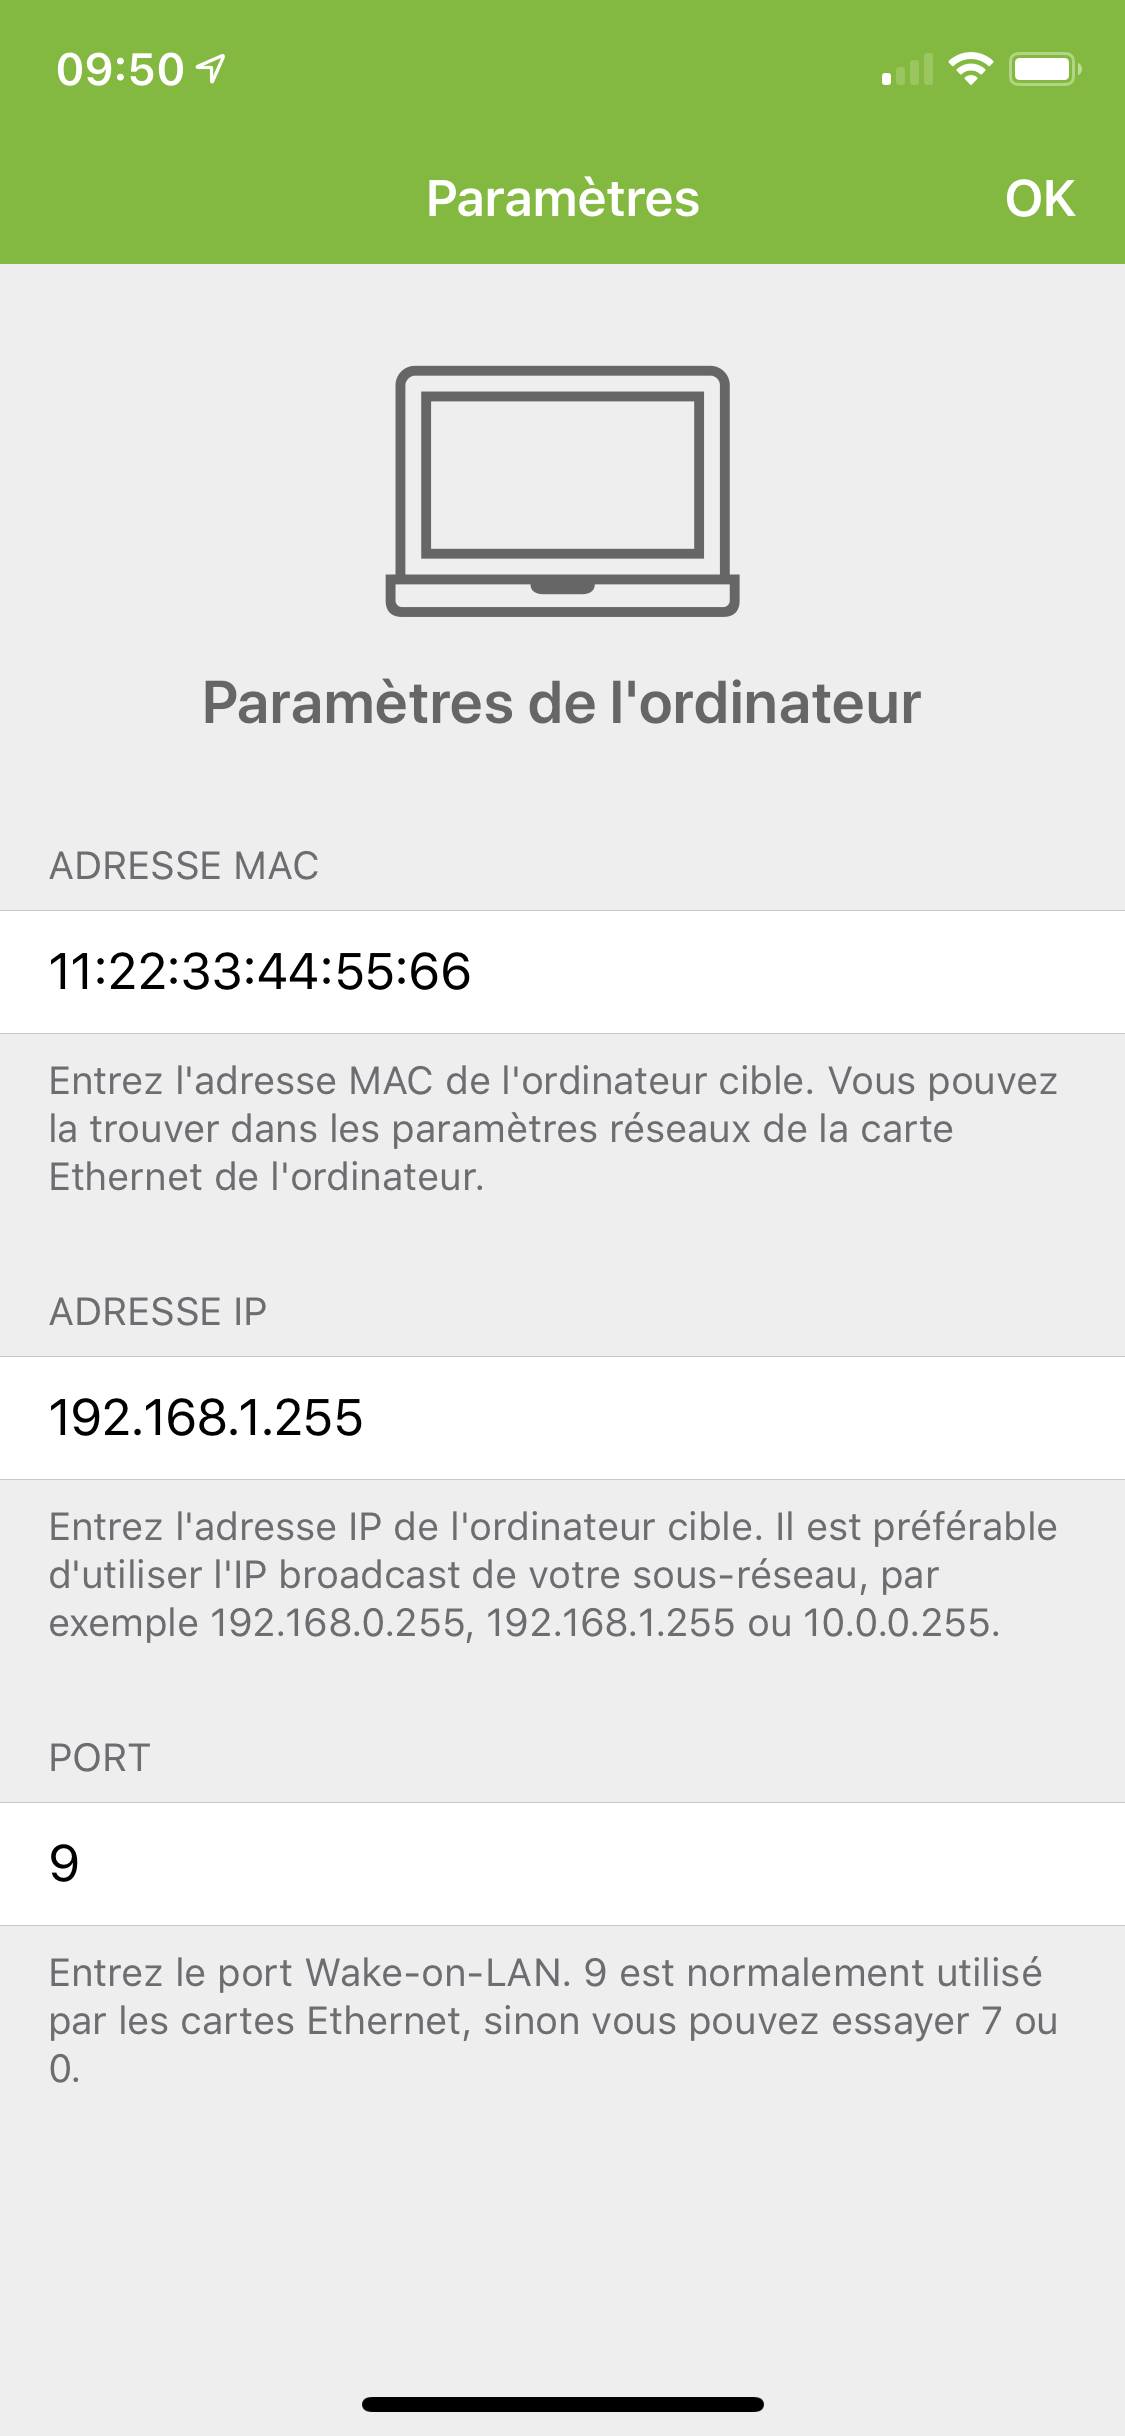 09:50
Paramètres
OK
Paramètres de l'ordinateur
ADRESSE MAC
11:22:33:44:55:66
Entrez l'adresse MAC de l'ordinateur cible. Vous pouvez
la trouver dans les paramètres réseaux de la carte
Ethernet de l'ordinateur.
ADRESSE IP
192.168.1.255
Entrez l'adresse IP de l'ordinateur cible. Il est préférable
d'utiliser l'IP broadcast de votre sous-réseau, par
exemple 192.168.0.255, 192.168.1.255 ou 10.0.0.255.
PORT
9
Entrez le port Wake-on-LAN. 9 est normalement utilisé
par les cartes Ethernet, sinon vous pouvez essayer 7 ou
0.